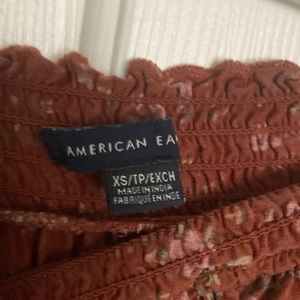 AMERICAN EA
XS/TP/EXCH
MADE IN INDIA
FABRIQUE EN INDE